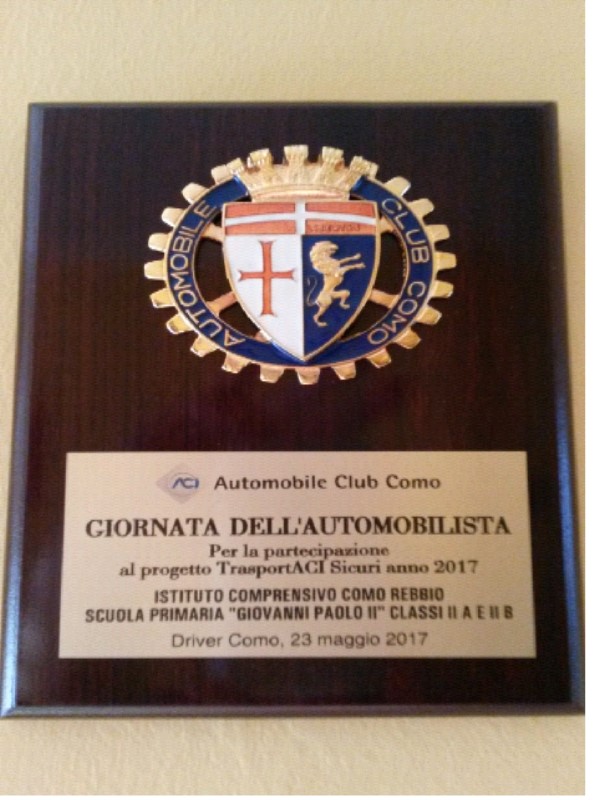 AUTOMOBILE CLUB COMO
ACI Automobile Club Como
GIORNATA DELL'AUTOMOBILISTA
Per la partecipazione
al progetto TrasportACI Sicuri anno 2017
ISTITUTO COMPRENSIVO COMO REBBIO
SCUOLA PRIMARIA "GIOVANNI PAOLO II" CLASSI II A E II B
Driver Como, 23 maggio 2017